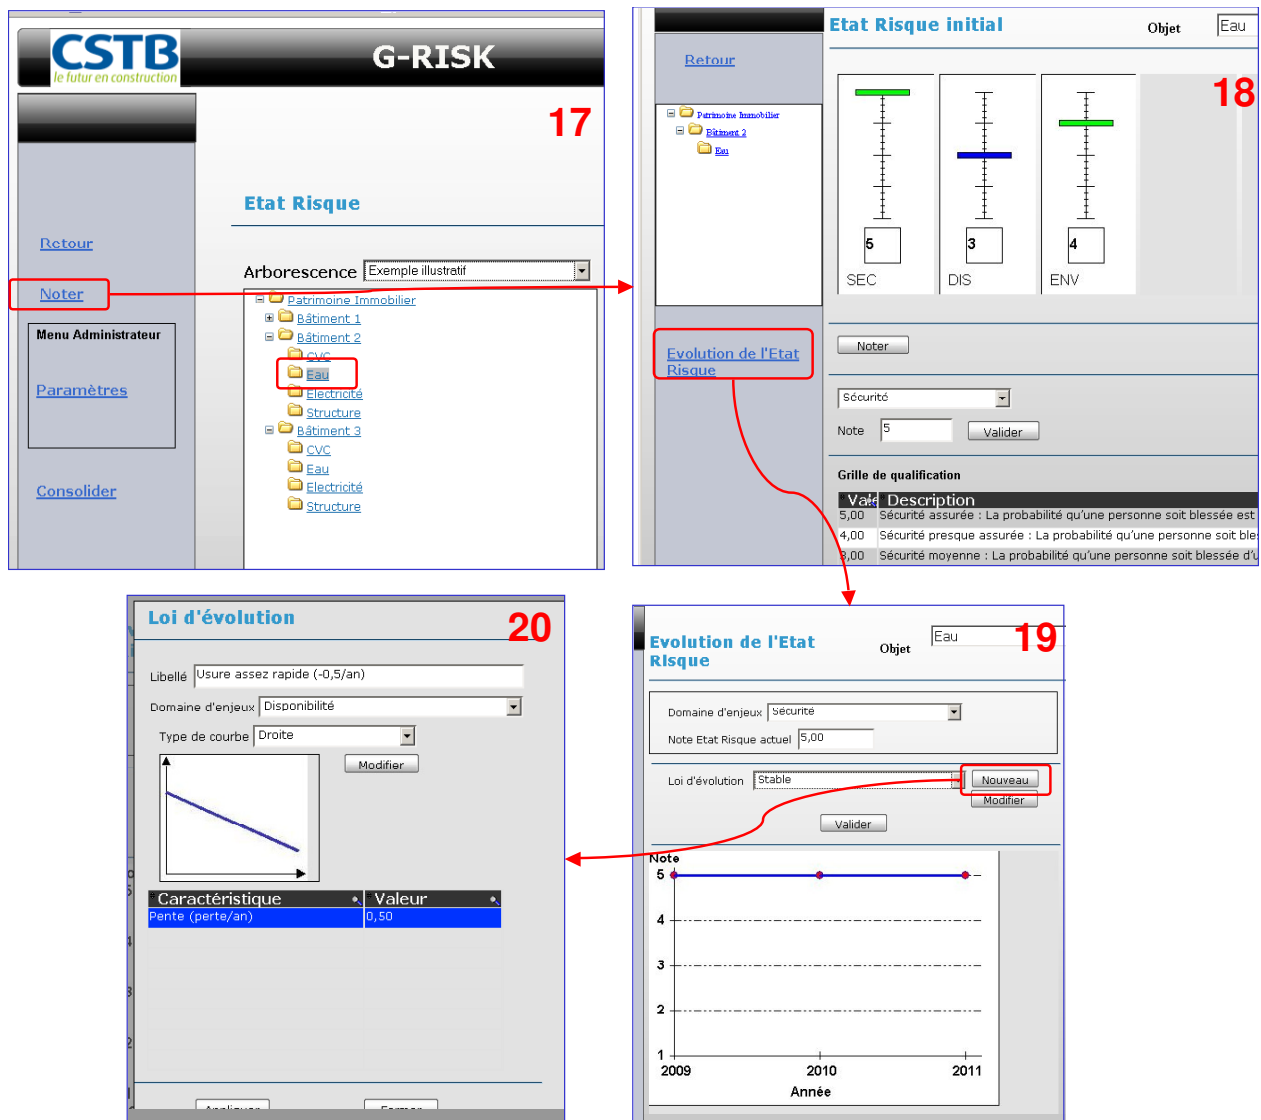 CSTB
le futur en construction
G-RISK
17
Etat Risque
Retour
Noter
Menu Administrateur
Paramètres
Consolider
Arborescence Exemple illustratif
Patrimoine Immobilier
Bâtiment 1
Bâtiment 2
CVC
Eau
Electricité
Structure
Bâtiment 3
CVC
Eau
Electricité
Structure
Etat Risque initial
Objet Eau
18
Retour
Patrimoine Immobilier
Bâtiment 2
Eau
5 3 4
SEC DIS ENV
Evolution de l'Etat
Risque
Noter
Sécurité
Note 5 Valider
Grille de qualification
Vale Description
5,00 Sécurité assurée : La probabilité qu'une personne soit blessée est
4,00 Sécurité presque assurée : La probabilité qu'une personne soit ble
3,00 Sécurité moyenne : La probabilité qu'une personne soit blessée d'u
Loi d'évolution
20
Libellé Usure assez rapide (-0,5/an)
Domaine d'enjeux Disponibilité
Type de courbe Droite
Modifier
Caractéristique Valeur
Pente (perte/an) 0,50
Appliquer Fermer
Evolution de l'Etat
Risque
Objet Eau
19
Domaine d'enjeux Sécurité
Note Etat Risque actuel 5,00
Loi d'évolution Stable Nouveau
Modifier
Valider
Note
5
4
3
2
1
2009 2010 2011
Année